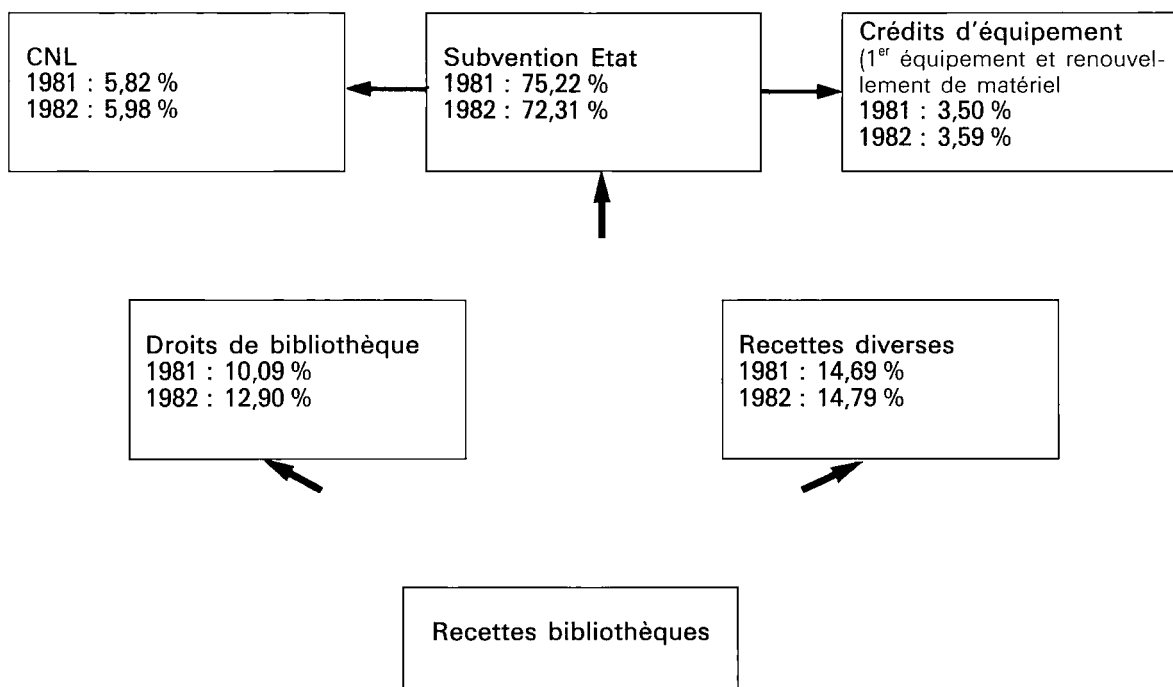 CNL
1981 : 5,82 %
1982 : 5,98 %
Subvention Etat
1981 : 75,22 %
1982 : 72,31 %
Crédits d'équipement
(1er équipement et renouvel-
lement de matériel
1981 : 3,50 %
1982 : 3,59 %
Droits de bibliothèque
1981 : 10,09 %
1982 : 12,90 %
Recettes diverses
1981 : 14,69 %
1982 : 14,79 %
Recettes bibliothèques